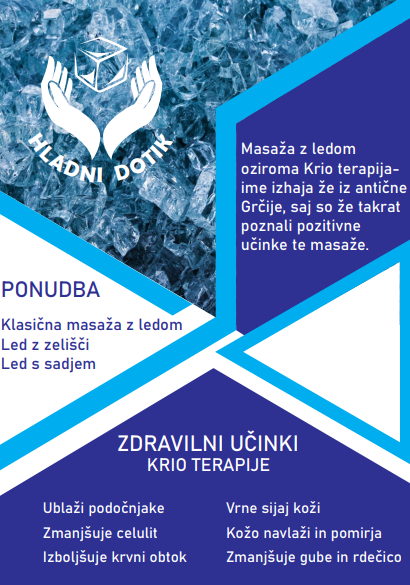 HLADNI DOTIK
Masaža z ledom
oziroma Krio terapija-
ime izhaja že iz antične
Grčije, saj so že takrat
poznali pozitivne
učinke te masaže.
PONUDBA
Klasična masaža z ledom
Led z zelišči
Led s sadjem
ZDRAVILNI UČINKI
KRIO TERAPIJE
Ublaži podočnjake
Zmanjšuje celulit
Izboljšuje krvni obtok
Vrne sijaj koži
Kožo navlaži in pomirja
Zmanjšuje gube in rdečico